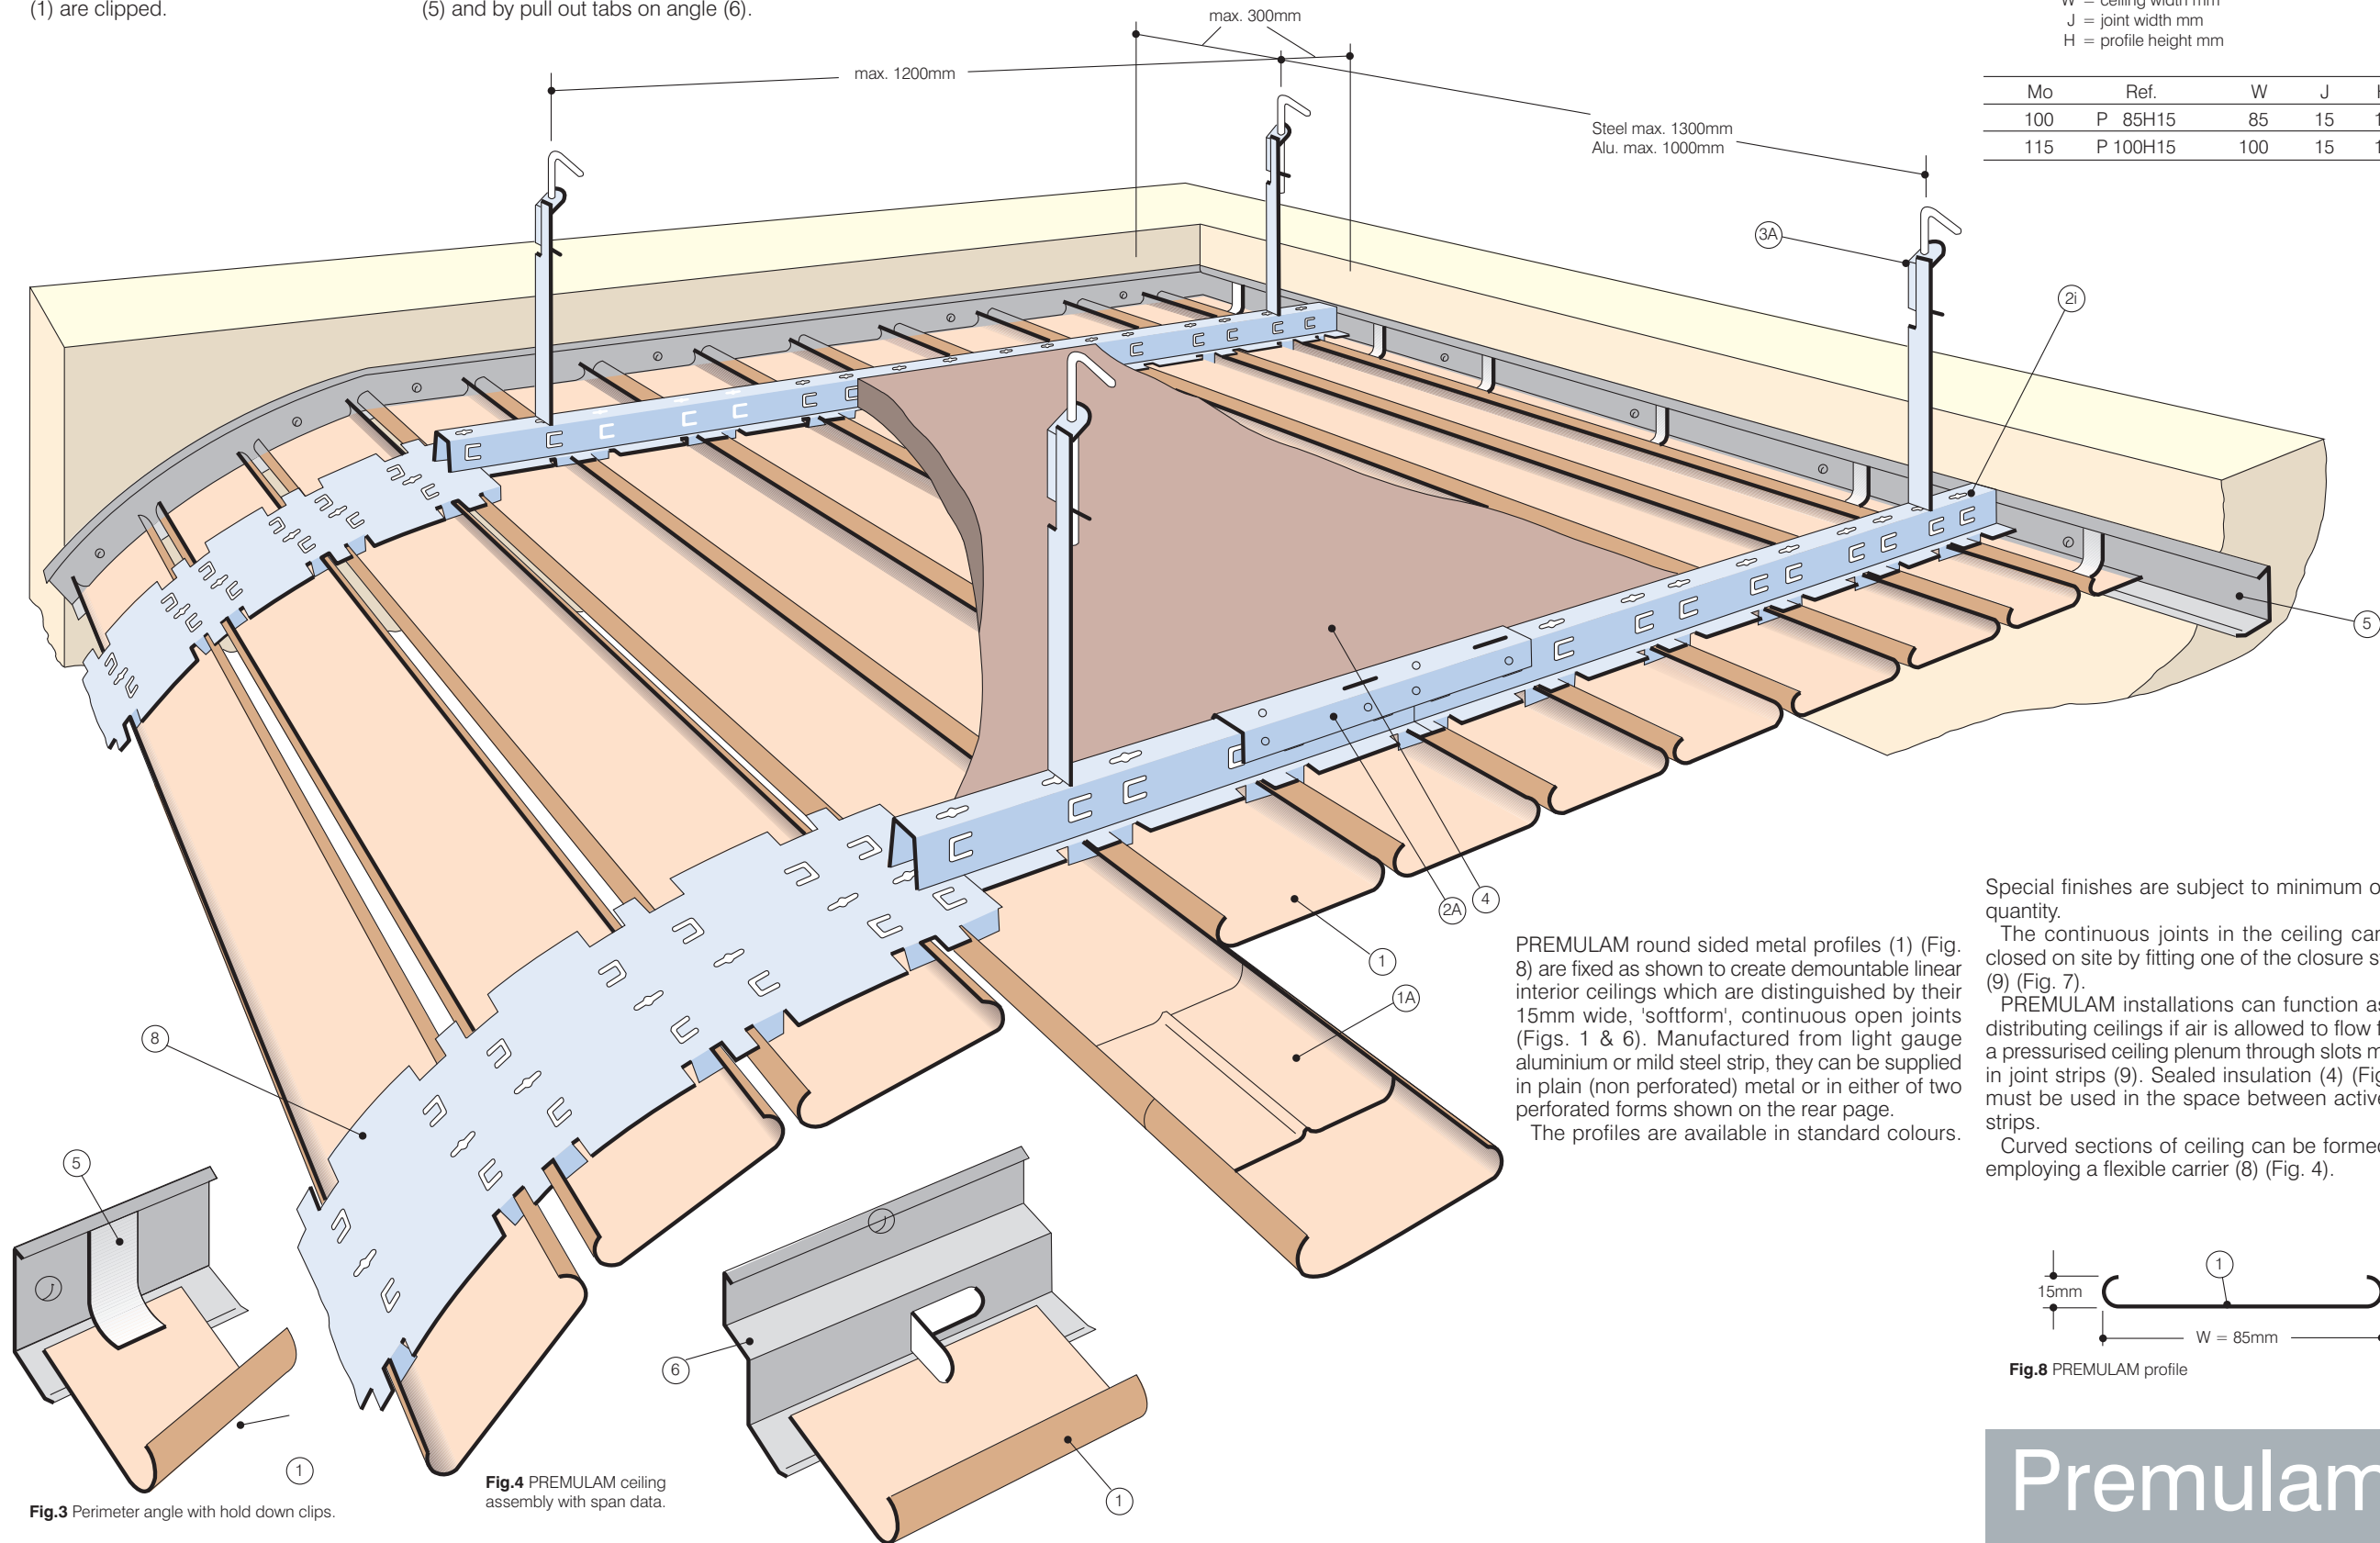 (1) are clipped.
(5) and by pull out tabs on angle (6).
max. 300mm
max. 1200mm
Steel max. 1300mm
Alu. max. 1000mm
W = ceiling width mm
J = joint width mm
H = profile height mm
Mo Ref. W J
100 P 85H15 85 15
115 P 100H15 100 15
3A
2i
5
2A
4
1
1A
8
5
1
6
1
Fig.3 Perimeter angle with hold down clips.
Fig.4 PREMULAM ceiling
assembly with span data.
PREMULAM round sided metal profiles (1) (Fig.
8) are fixed as shown to create demountable linear
interior ceilings which are distinguished by their
15mm wide, 'softform', continuous open joints
(Figs. 1 & 6). Manufactured from light gauge
aluminium or mild steel strip, they can be supplied
in plain (non perforated) metal or in either of two
perforated forms shown on the rear page.
The profiles are available in standard colours.
Special finishes are subject to minimum
quantity.
The continuous joints in the ceiling can
closed on site by fitting one of the closure
(9) (Fig. 7).
PREMULAM installations can function as
distributing ceilings if air is allowed to flow
a pressurised ceiling plenum through slots
in joint strips (9). Sealed insulation (4) (Fig
must be used in the space between active
strips.
Curved sections of ceiling can be formed
employing a flexible carrier (8) (Fig. 4).
15mm
1
W = 85mm
Fig.8 PREMULAM profile
Premulam